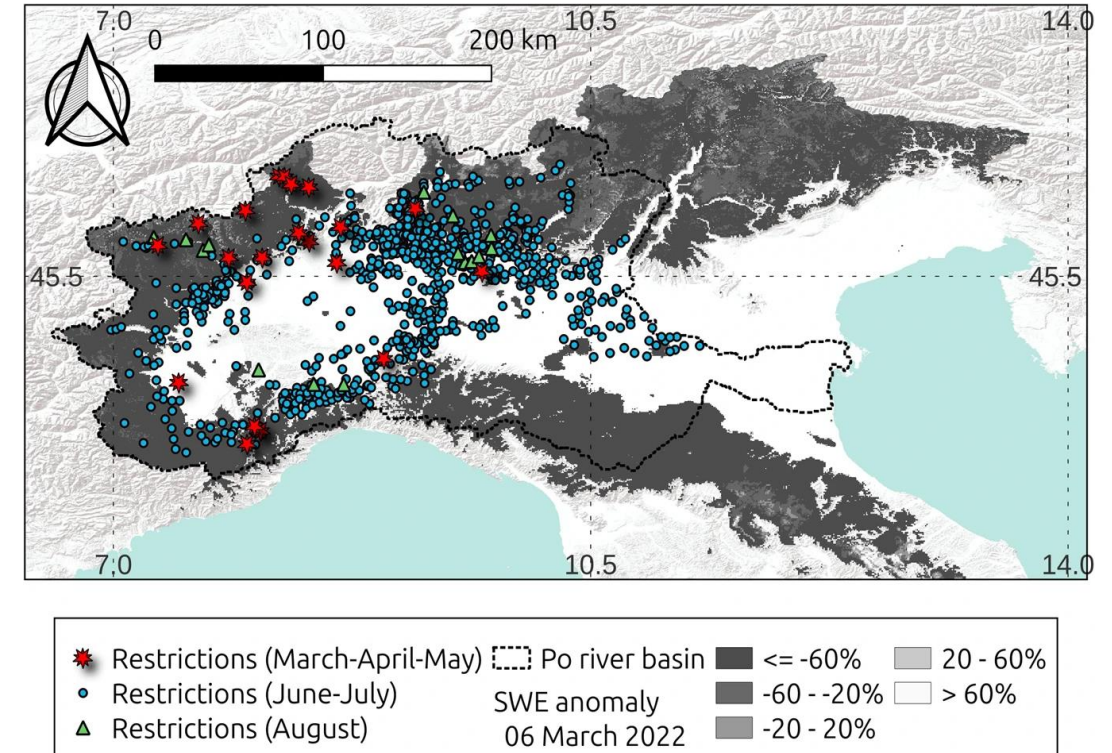 7.0 10.5 14.0
0 100 200 km
45.5 45.5
7.0 10.5 14.0
Restrictions (March-April-May) Po river basin <= -60% 20 - 60%
Restrictions (June-July) SWE anomaly -60 - -20% > 60%
Restrictions (August) 06 March 2022 -20 - 20%